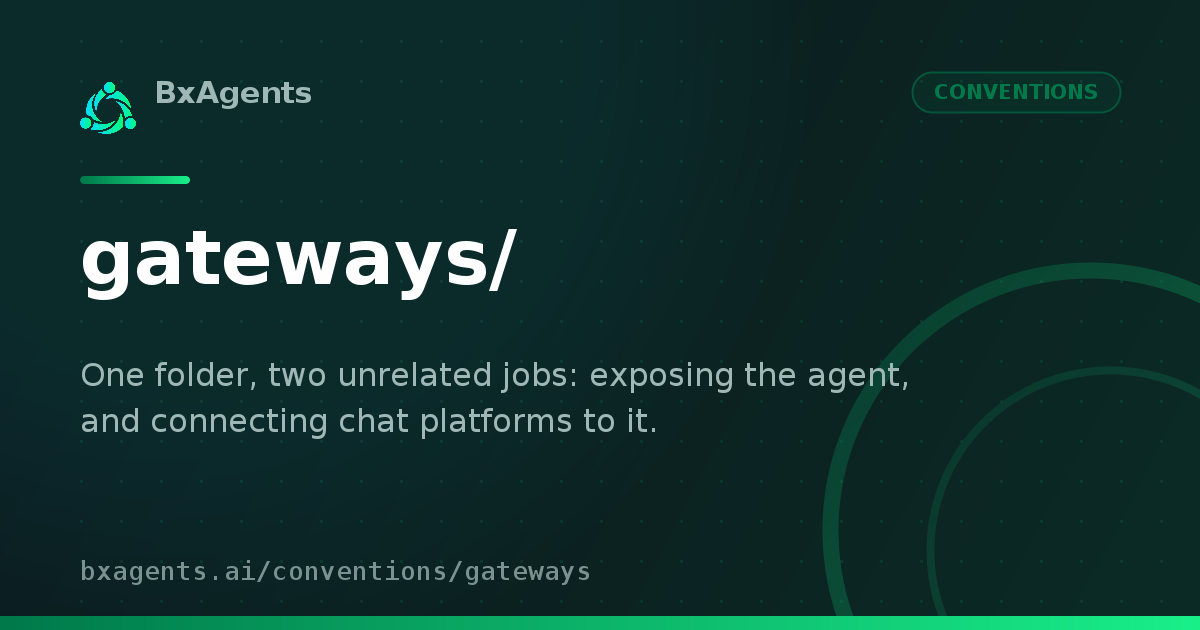 BxAgents
CONVENTIONS
gateways/
One folder, two unrelated jobs: exposing the agent,
and connecting chat platforms to it.
bxagents.ai/conventions/gateways